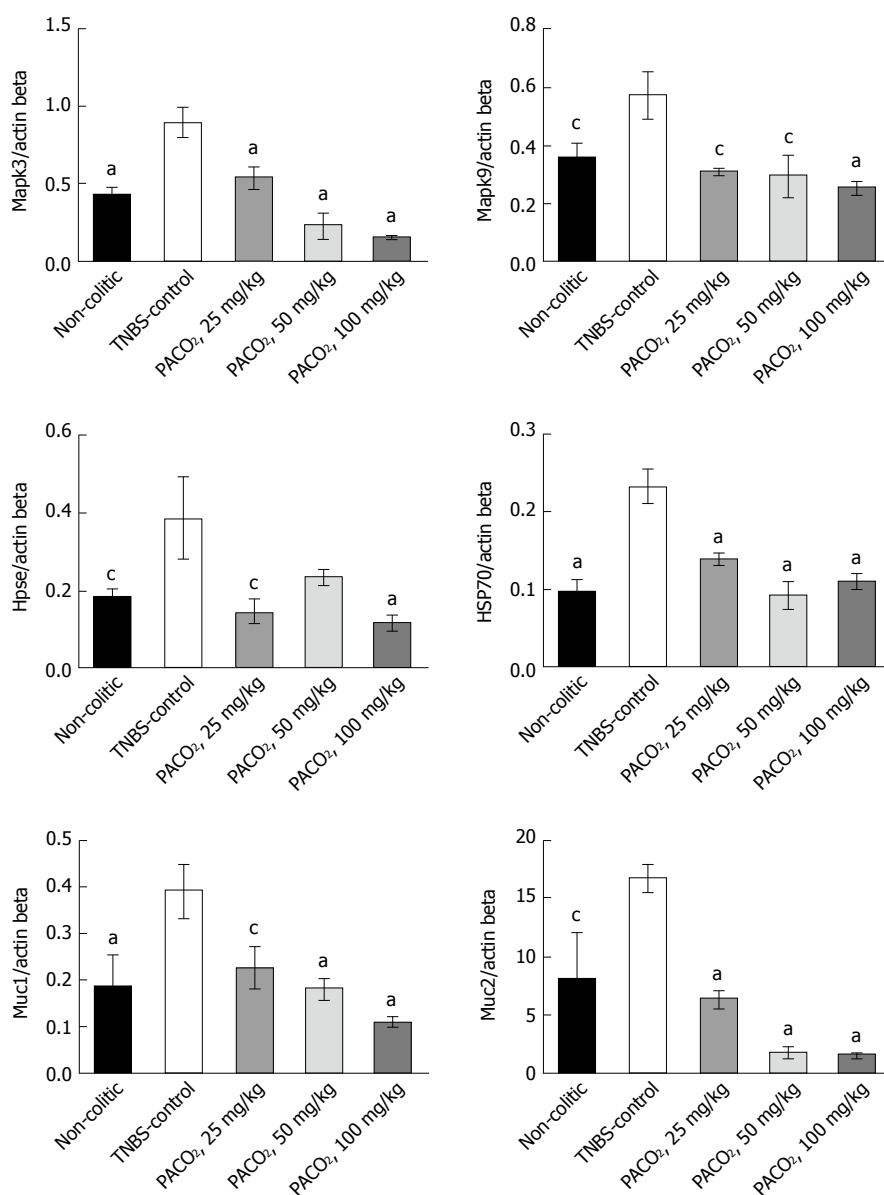 Mapk3/actin beta
1.5
1.0
0.5
0.0
a
a
a
a
Non-colitic
TNBS-control
PACO₂, 25 mg/kg
PACO₂, 50 mg/kg
PACO₂, 100 mg/kg
Mapk9/actin beta
0.8
0.6
0.4
0.2
0.0
c
c
c
a
Non-colitic
TNBS-control
PACO₂, 25 mg/kg
PACO₂, 50 mg/kg
PACO₂, 100 mg/kg
Hpse/actin beta
0.6
0.4
0.2
0.0
c
c
a
Non-colitic
TNBS-control
PACO₂, 25 mg/kg
PACO₂, 50 mg/kg
PACO₂, 100 mg/kg
HSP70/actin beta
0.3
0.2
0.1
0.0
a
a
a
a
Non-colitic
TNBS-control
PACO₂, 25 mg/kg
PACO₂, 50 mg/kg
PACO₂, 100 mg/kg
Muc1/actin beta
0.5
0.4
0.3
0.2
0.1
0.0
a
c
a
a
Non-colitic
TNBS-control
PACO₂, 25 mg/kg
PACO₂, 50 mg/kg
PACO₂, 100 mg/kg
Muc2/actin beta
20
15
10
5
0
c
a
a
a
Non-colitic
TNBS-control
PACO₂, 25 mg/kg
PACO₂, 50 mg/kg
PACO₂, 100 mg/kg